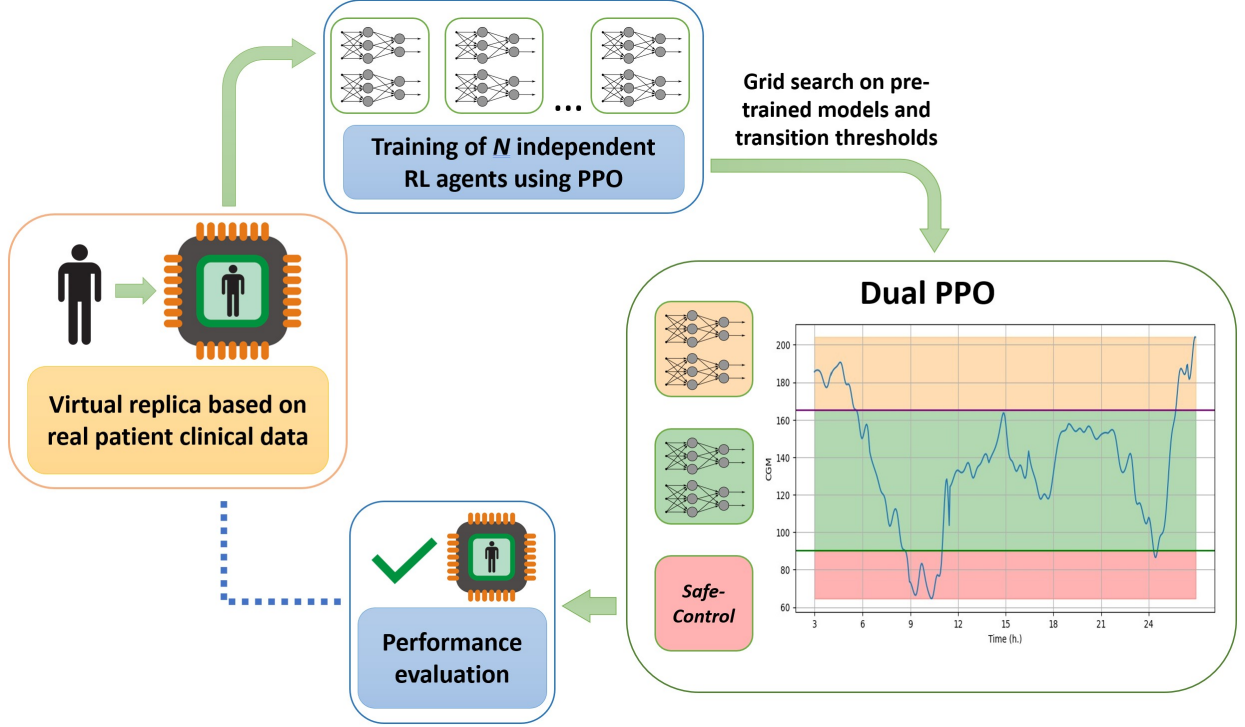 ...
Training of N independent
RL agents using PPO
Grid search on pre-
trained models and
transition thresholds
Virtual replica based on
real patient clinical data
Dual PPO
Safe-
Control
CGM
200
180
160
140
120
100
80
60
3 6 9 12 15 18 21 24
Time (h.)
Performance
evaluation